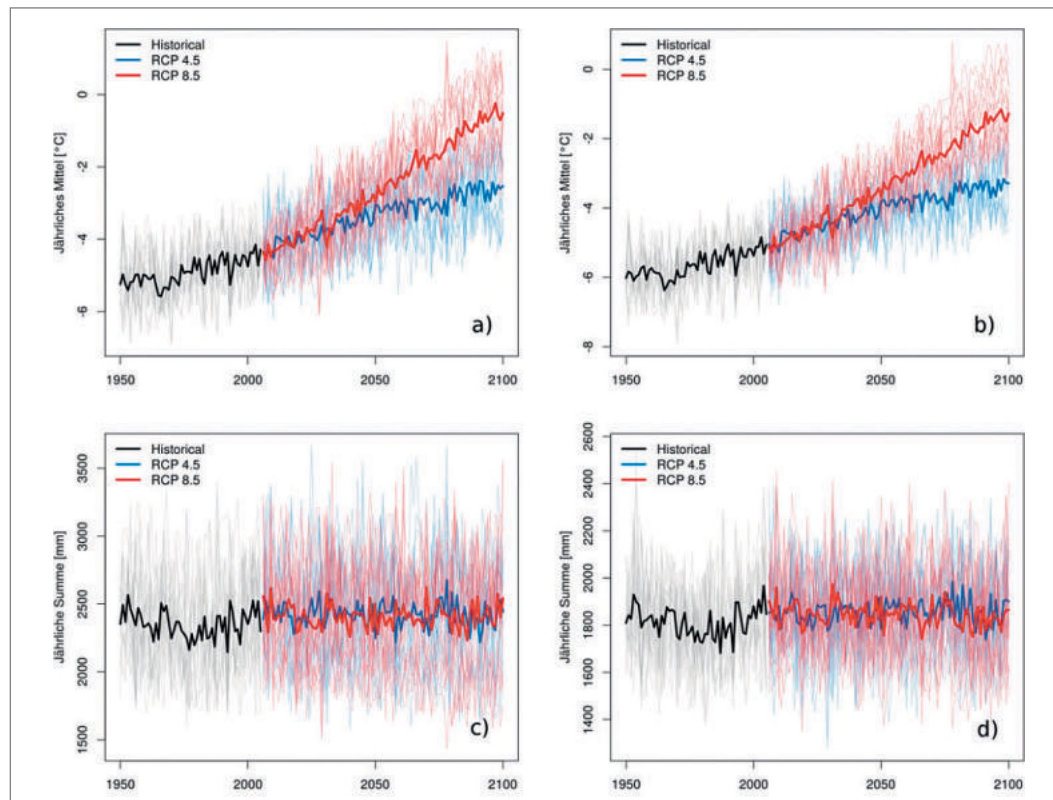 Historical
RCP 4.5
RCP 8.5
Jährliches Mittel [°C]
0
-2
-4
-6
a)
1950
2000
2050
2100
Historical
RCP 4.5
RCP 8.5
Jährliches Mittel [°C]
0
-2
-4
-6
-8
b)
1950
2000
2050
2100
Historical
RCP 4.5
RCP 8.5
Jährliche Summe [mm]
3500
3000
2500
2000
1500
c)
1950
2000
2050
2100
Historical
RCP 4.5
RCP 8.5
Jährliche Summe [mm]
2600
2400
2200
2000
1800
1600
1400
d)
1950
2000
2050
2100